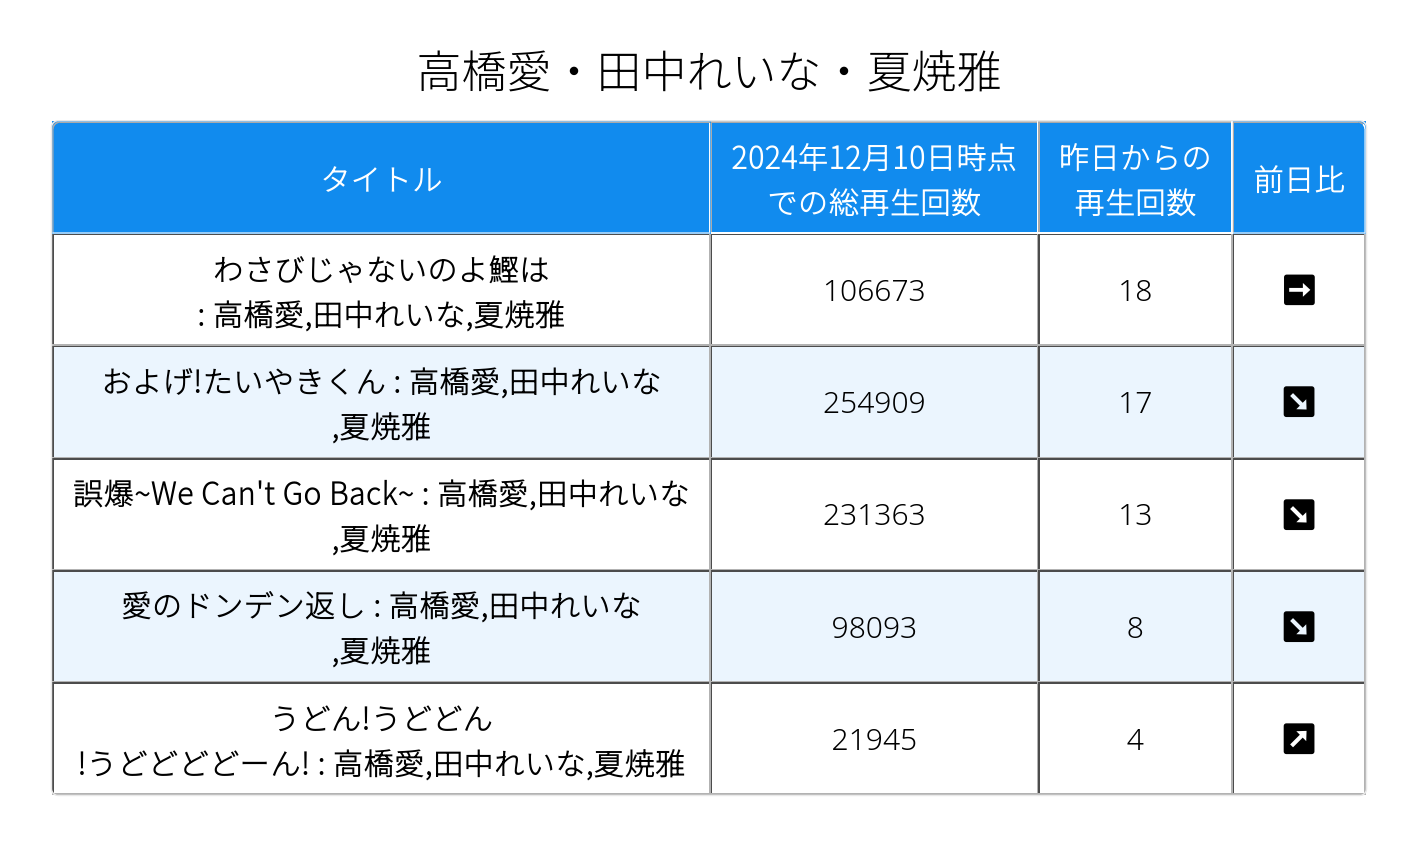 高橋愛・田中れいな・夏焼雅
タイトル
2024年12月10日時点
での総再生回数
昨日からの
再生回数
前日比
わさびじゃないのよ鰹は
: 高橋愛,田中れいな,夏焼雅
106673
18
およげ!たいやきくん : 高橋愛,田中れいな
,夏焼雅
254909
17
誤爆~We Can't Go Back~ : 高橋愛,田中れいな
,夏焼雅
231363
13
愛のドンデン返し : 高橋愛,田中れいな
,夏焼雅
98093
8
うどん!うどどん
!うどどどどーん! : 高橋愛,田中れいな,夏焼雅
21945
4